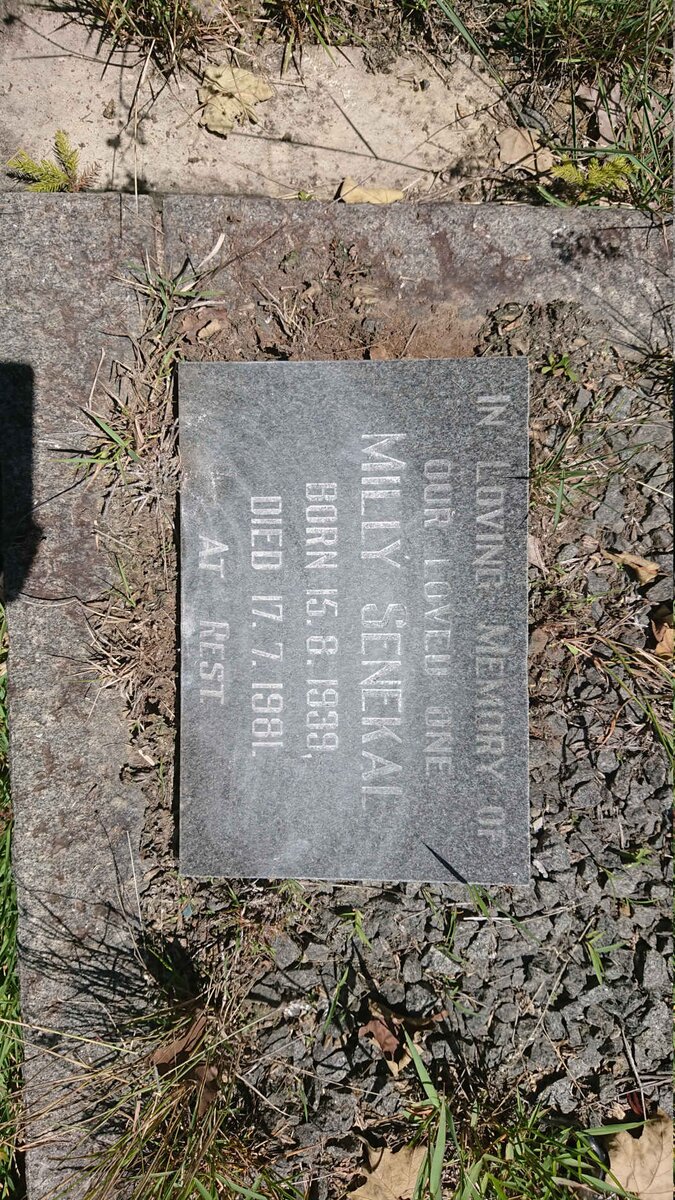 IN LOVING MEMORY OF
OUR LOVED ONE
MILLY SENEKAL
BORN 15. 8. 1939,
DIED 17. 7. 1981.
AT REST